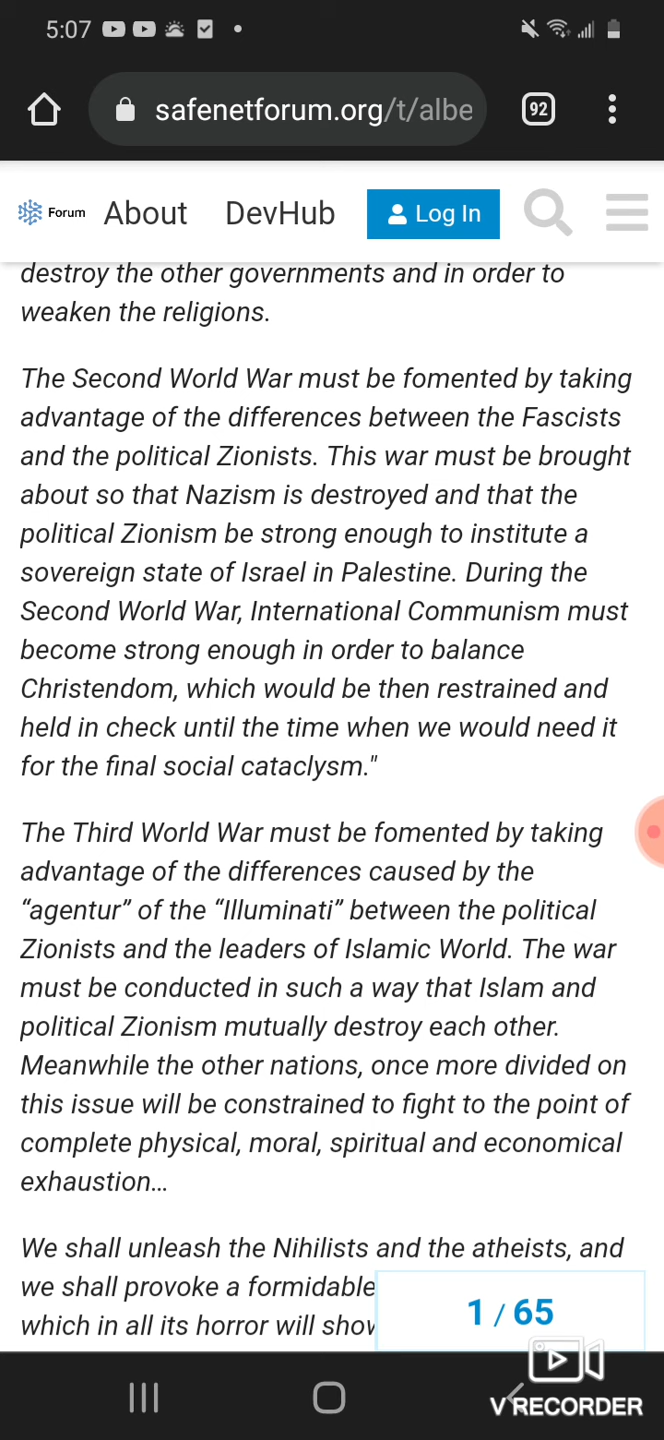 5:07
safenetforum.org/t/albe
92
Forum About DevHub Log In
destroy the other governments and in order to
weaken the religions.
The Second World War must be fomented by taking
advantage of the differences between the Fascists
and the political Zionists. This war must be brought
about so that Nazism is destroyed and that the
political Zionism be strong enough to institute a
sovereign state of Israel in Palestine. During the
Second World War, International Communism must
become strong enough in order to balance
Christendom, which would be then restrained and
held in check until the time when we would need it
for the final social cataclysm."
The Third World War must be fomented by taking
advantage of the differences caused by the
“agentur” of the “Illuminati” between the political
Zionists and the leaders of Islamic World. The war
must be conducted in such a way that Islam and
political Zionism mutually destroy each other.
Meanwhile the other nations, once more divided on
this issue will be constrained to fight to the point of
complete physical, moral, spiritual and economical
exhaustion…
We shall unleash the Nihilists and the atheists, and
we shall provoke a formidable
which in all its horror will
1 / 65
V RECORDER